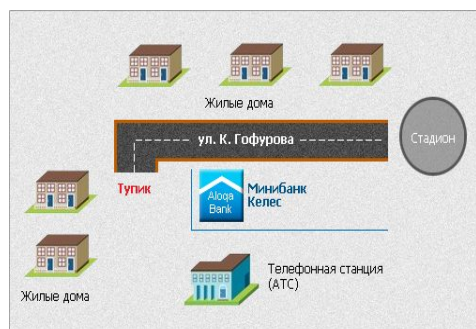 Жилые дома
ул. К. Гофурова
Стадион
Тупик
Aloqa
Bank
Минибанк
Келес
Телефонная станция
(АТС)
Жилые дома